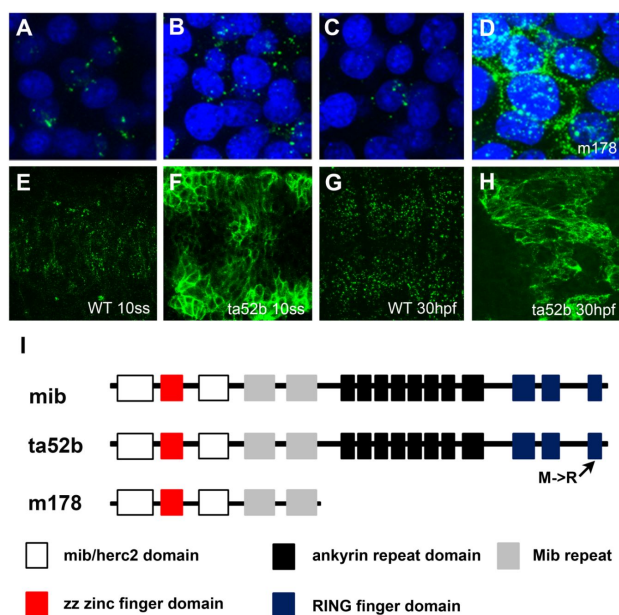 A
B
C
D
m178
E
WT 10ss
F
ta52b 10ss
G
WT 30hpf
H
ta52b 30hpf
I
mib
ta52b
M->R
m178
mib/herc2 domain
ankyrin repeat domain
Mib repeat
zz zinc finger domain
RING finger domain